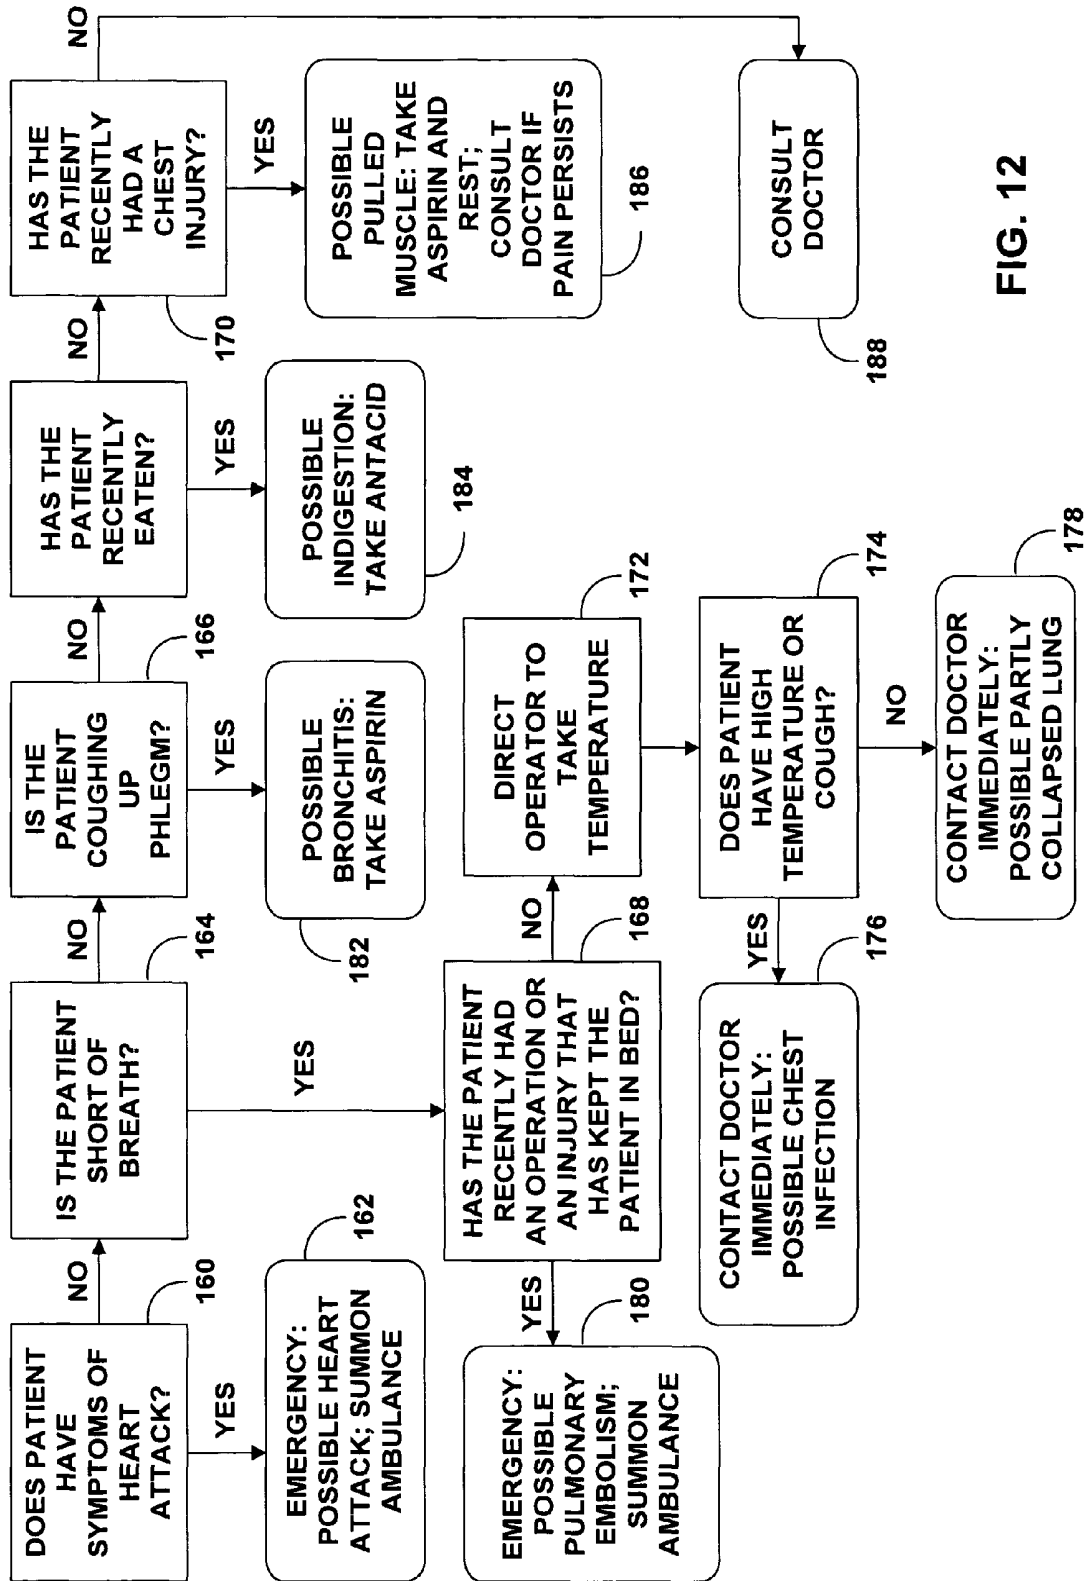 DOES PATIENT
HAVE
SYMPTOMS OF
HEART
ATTACK?
160
NO
YES
EMERGENCY:
POSSIBLE HEART
ATTACK; SUMMON
AMBULANCE
162
IS THE PATIENT
SHORT OF
BREATH?
164
NO
YES
IS THE
PATIENT
COUGHING
UP
PHLEGM?
166
NO
YES
POSSIBLE
BRONCHITIS:
TAKE ASPIRIN
182
HAS THE
PATIENT
RECENTLY
EATEN?
NO
YES
POSSIBLE
INDIGESTION:
TAKE ANTACID
184
HAS THE
PATIENT
RECENTLY
HAD A
CHEST
INJURY?
170
NO
YES
POSSIBLE
PULLED
MUSCLE: TAKE
ASPIRIN AND
REST;
CONSULT
DOCTOR IF
PAIN PERSISTS
186
CONSULT
DOCTOR
188
HAS THE PATIENT
RECENTLY HAD
AN OPERATION OR
AN INJURY THAT
HAS KEPT THE
PATIENT IN BED?
168
YES
NO
EMERGENCY:
POSSIBLE
PULMONARY
EMBOLISM;
SUMMON
AMBULANCE
180
DIRECT
OPERATOR TO
TAKE
TEMPERATURE
172
DOES PATIENT
HAVE HIGH
TEMPERATURE OR
COUGH?
174
YES
NO
CONTACT DOCTOR
IMMEDIATELY:
POSSIBLE CHEST
INFECTION
176
CONTACT DOCTOR
IMMEDIATELY:
POSSIBLE PARTLY
COLLAPSED LUNG
178
FIG. 12